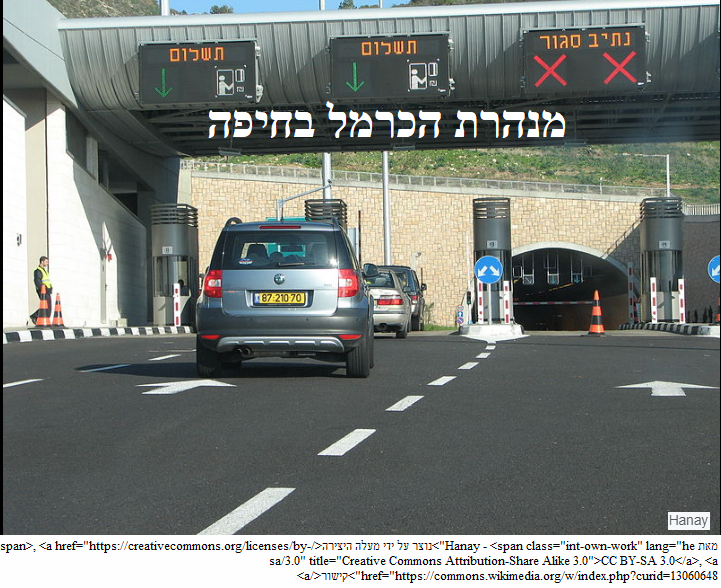 תשלום
תשלום
נתיב סגור
מנהרת הכרמל בחיפה
87 210 70
Hanay
מאת Hanay - <span class="int-own-work" lang="he">נוצר על ידי מעלה היצירה</span>, <a href="https://creativecommons.org/licenses/by-
sa/3.0" title="Creative Commons Attribution-Share Alike 3.0">CC BY-SA 3.0</a>, <a
href="https://commons.wikimedia.org/w/index.php?curid=13060648">קישור</a>